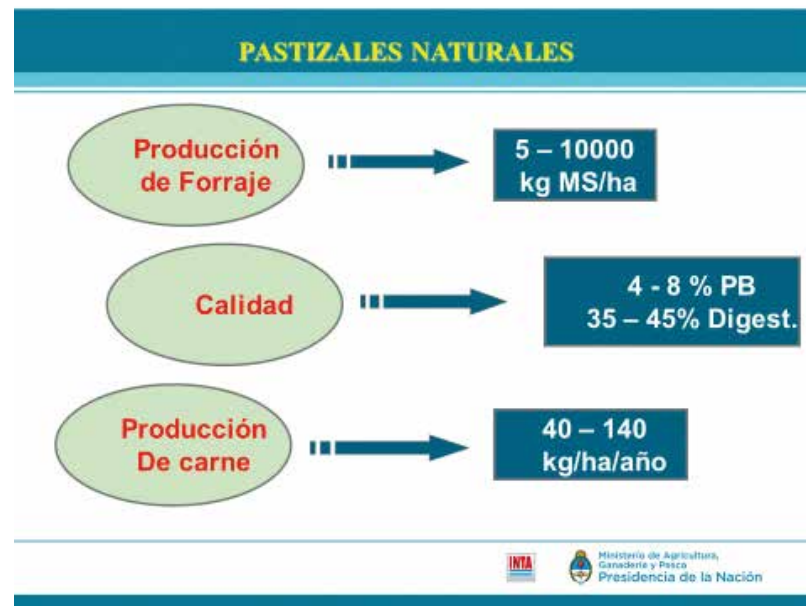 PASTIZALES NATURALES
Producción
de Forraje
5 – 10000
kg MS/ha
Calidad
4 - 8 % PB
35 – 45% Digest.
Producción
De carne
40 – 140
kg/ha/año
INTA
Ministerio de Agricultura,
Ganadería y Pesca
Presidencia de la Nación